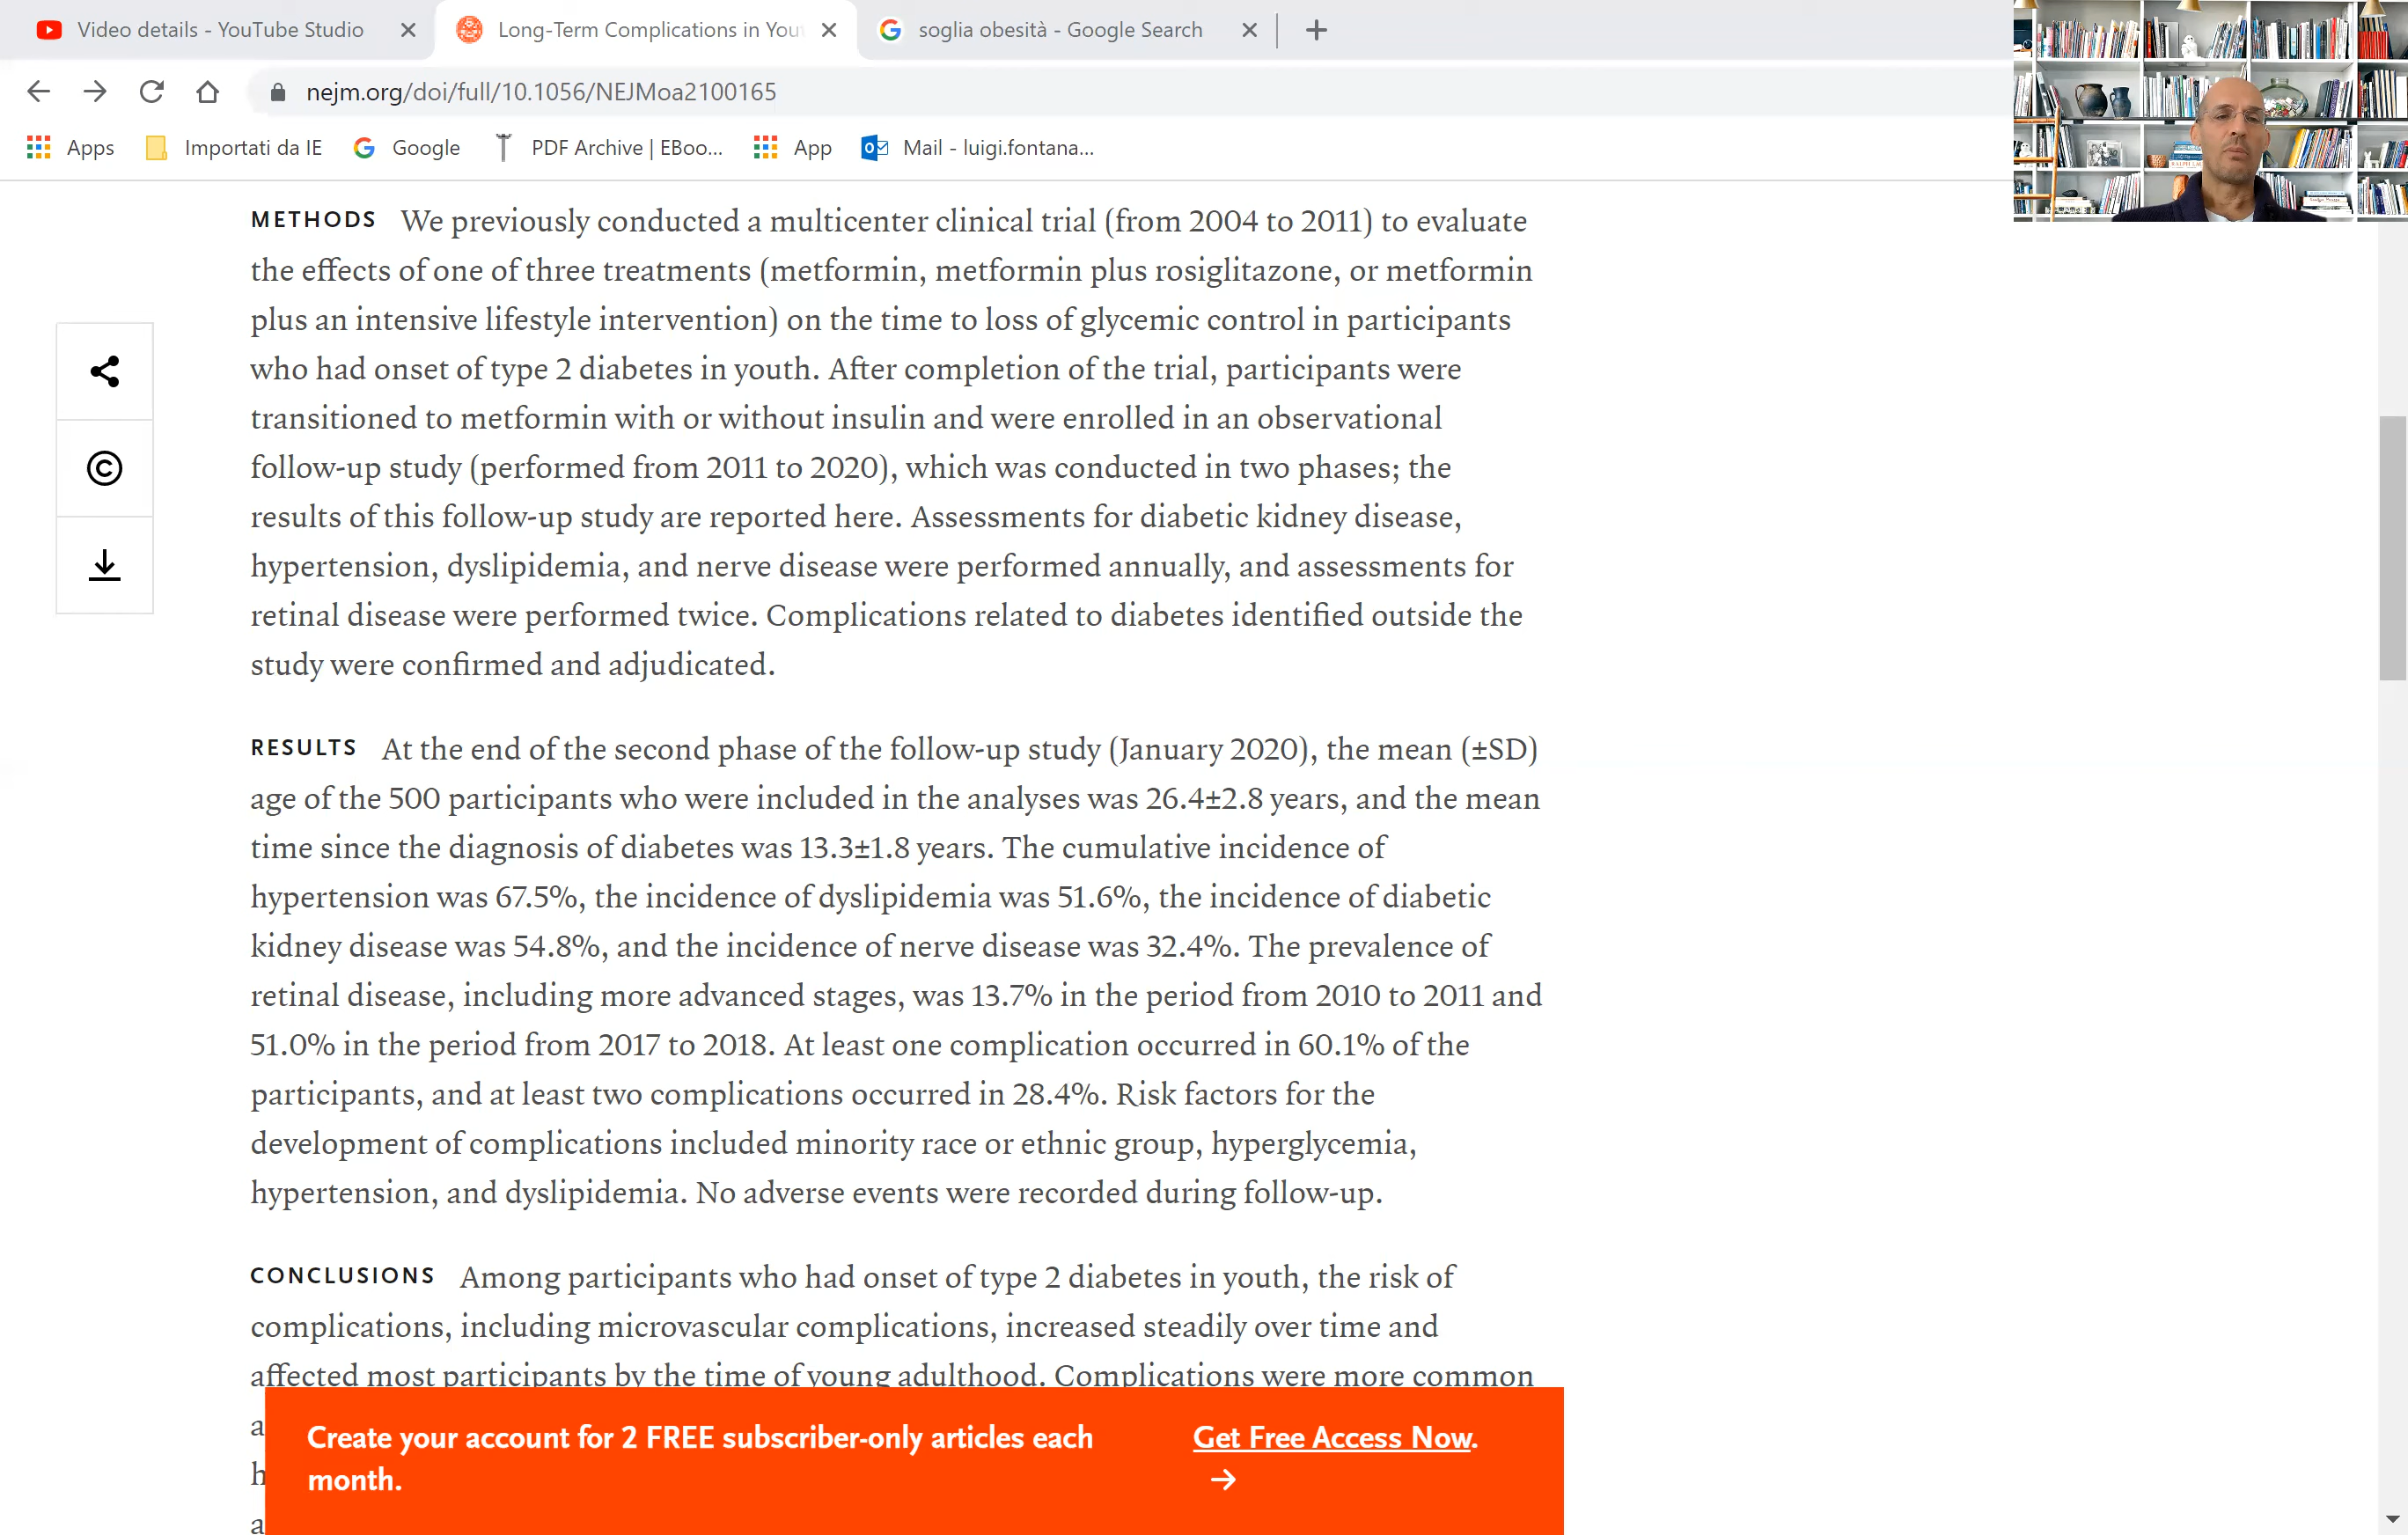 Video details - YouTube Studio
Long-Term Complications in You
soglia obesità - Google Search
nejm.org/doi/full/10.1056/NEJMoa2100165
Apps
Importati da IE
Google
PDF Archive | EBoo...
App
Mail - luigi.fontana...
METHODS We previously conducted a multicenter clinical trial (from 2004 to 2011) to evaluate
the effects of one of three treatments (metformin, metformin plus rosiglitazone, or metformin
plus an intensive lifestyle intervention) on the time to loss of glycemic control in participants
who had onset of type 2 diabetes in youth. After completion of the trial, participants were
transitioned to metformin with or without insulin and were enrolled in an observational
follow-up study (performed from 2011 to 2020), which was conducted in two phases; the
results of this follow-up study are reported here. Assessments for diabetic kidney disease,
hypertension, dyslipidemia, and nerve disease were performed annually, and assessments for
retinal disease were performed twice. Complications related to diabetes identified outside the
study were confirmed and adjudicated.
RESULTS At the end of the second phase of the follow-up study (January 2020), the mean (±SD)
age of the 500 participants who were included in the analyses was 26.4±2.8 years, and the mean
time since the diagnosis of diabetes was 13.3±1.8 years. The cumulative incidence of
hypertension was 67.5%, the incidence of dyslipidemia was 51.6%, the incidence of diabetic
kidney disease was 54.8%, and the incidence of nerve disease was 32.4%. The prevalence of
retinal disease, including more advanced stages, was 13.7% in the period from 2010 to 2011 and
51.0% in the period from 2017 to 2018. At least one complication occurred in 60.1% of the
participants, and at least two complications occurred in 28.4%. Risk factors for the
development of complications included minority race or ethnic group, hyperglycemia,
hypertension, and dyslipidemia. No adverse events were recorded during follow-up.
CONCLUSIONS Among participants who had onset of type 2 diabetes in youth, the risk of
complications, including microvascular complications, increased steadily over time and
affected most participants by the time of young adulthood. Complications were more common
a
h
a
Create your account for 2 FREE subscriber-only articles each
month.
Get Free Access Now.